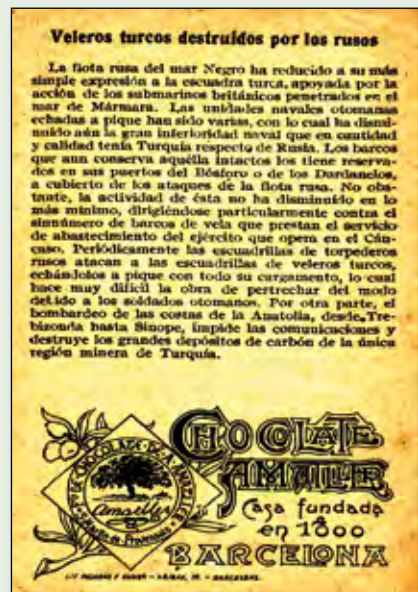 Veleros turcos destruídos por los rusos
La flota rusa del mar Negro ha reducido a su más
simple expresión a la escuadra turca, apoyada por la
acción de los submarinos británicos penetrados en el
mar de Mármara. Las unidades navales otomanas
echadas a pique han sido varias, con lo cual ha dismi-
nuído aún la gran inferioridad naval que en cantidad
y calidad tenía Turquía respecto de Rusia. Los barcos
que aun conserva aquélla intactos los tiene reserva-
dos en sus puertos del Bósforo o de los Dardanelos,
a cubierto de los ataques de la flota rusa. No obs-
tante, la actividad de ésta no ha disminuído en lo
más mínimo, dirigiéndose particularmente contra el
sinnúmero de barcos de vela que prestan el servicio
de abastecimiento del ejército que opera en el Cáu-
caso. Periódicamente las escuadrillas de torpederos
rusos atacan a las escuadrillas de veleros turcos,
echándolos a pique con todo su cargamento, lo cual
hace muy difícil la obra de pertrechar del modo
debido a los soldados otomanos. Por otra parte, el
bombardeo de las costas de la Anatolia, desde Tre-
bizonda hasta Sinope, impide las comunicaciones y
destruye los grandes depósitos de carbón de la única
región minera de Turquía.
CHOCOLATE
AMATLLER
Casa fundada
en 1800
BARCELONA
DE CHOCOLATE
Amatller
BARCELONA